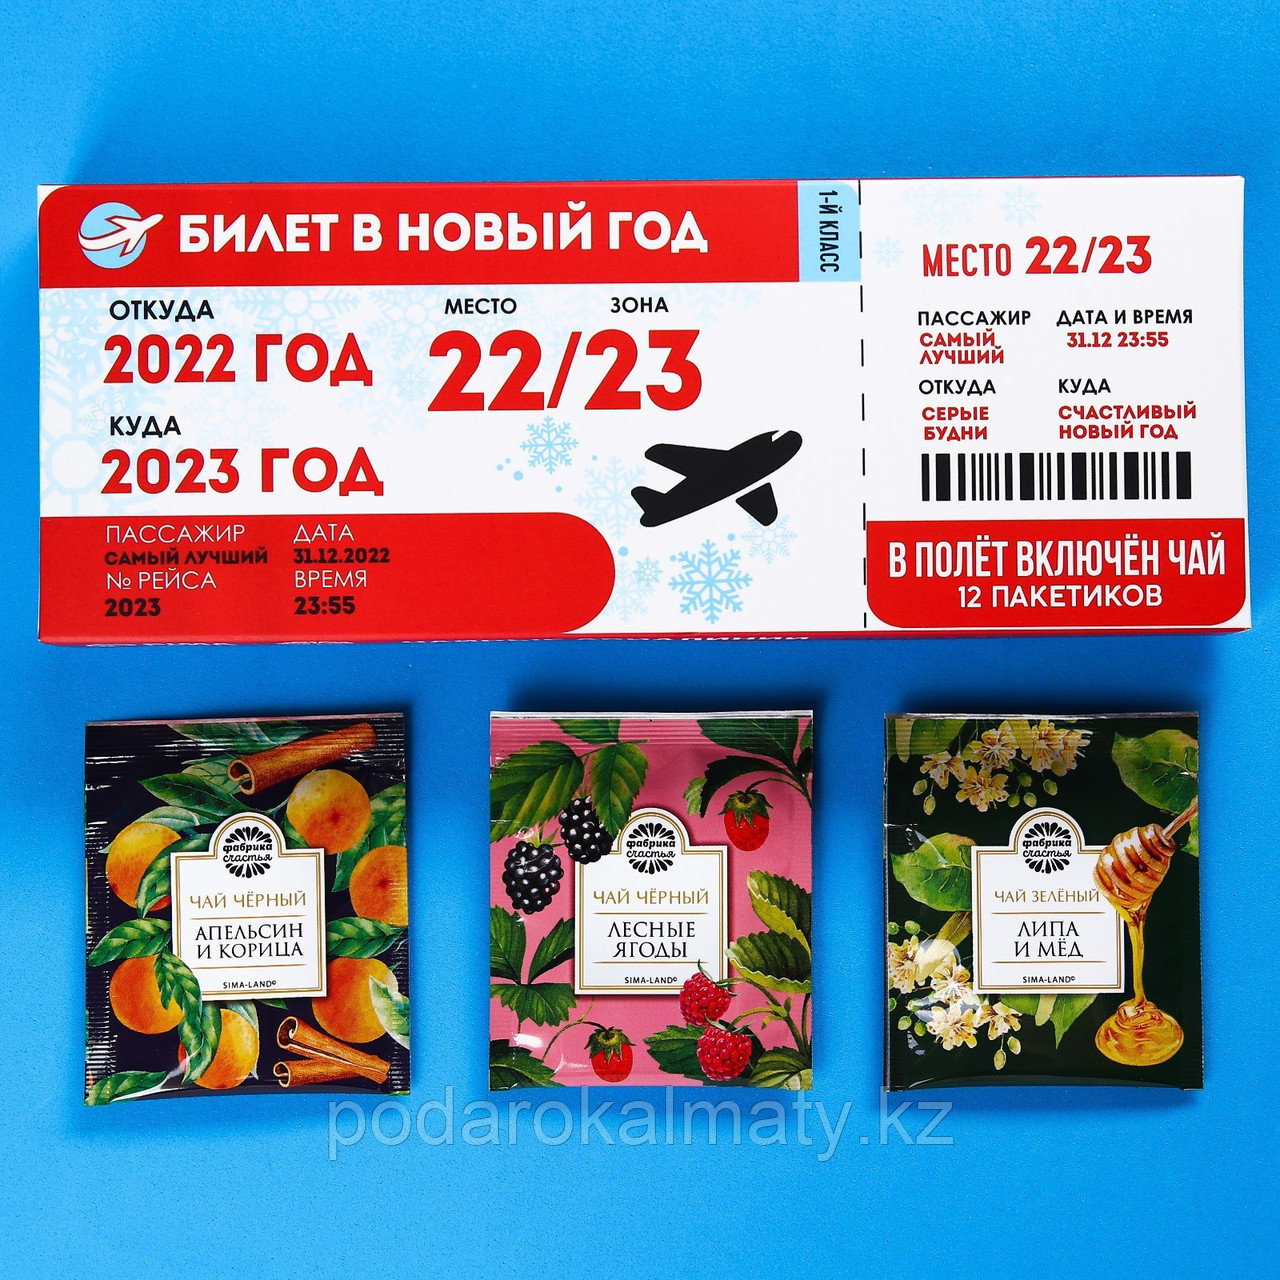 БИЛЕТ В НОВЫЙ ГОД
1-Й КЛАСС
ОТКУДА
2022 ГОД
КУДА
2023 ГОД
МЕСТО ЗОНА
22/23
ПАССАЖИР
САМЫЙ ЛУЧШИЙ
№ РЕЙСА
2023
ДАТА
31.12.2022
ВРЕМЯ
23:55
МЕСТО 22/23
ПАССАЖИР
САМЫЙ
ЛУЧШИЙ
ДАТА И ВРЕМЯ
31.12 23:55
ОТКУДА
СЕРЫЕ
БУДНИ
КУДА
СЧАСТЛИВЫЙ
НОВЫЙ ГОД
В ПОЛЁТ ВКЛЮЧЁН ЧАЙ
12 ПАКЕТИКОВ
фабрика
счастья
ЧАЙ ЧЁРНЫЙ
АПЕЛЬСИН
И КОРИЦА
SIMA-LAND©
фабрика
счастья
ЧАЙ ЧЁРНЫЙ
ЛЕСНЫЕ
ЯГОДЫ
SIMA-LAND©
фабрика
счастья
ЧАЙ ЗЕЛЁНЫЙ
ЛИПА
И МЁД
SIMA-LAND©
podarokalmaty.kz